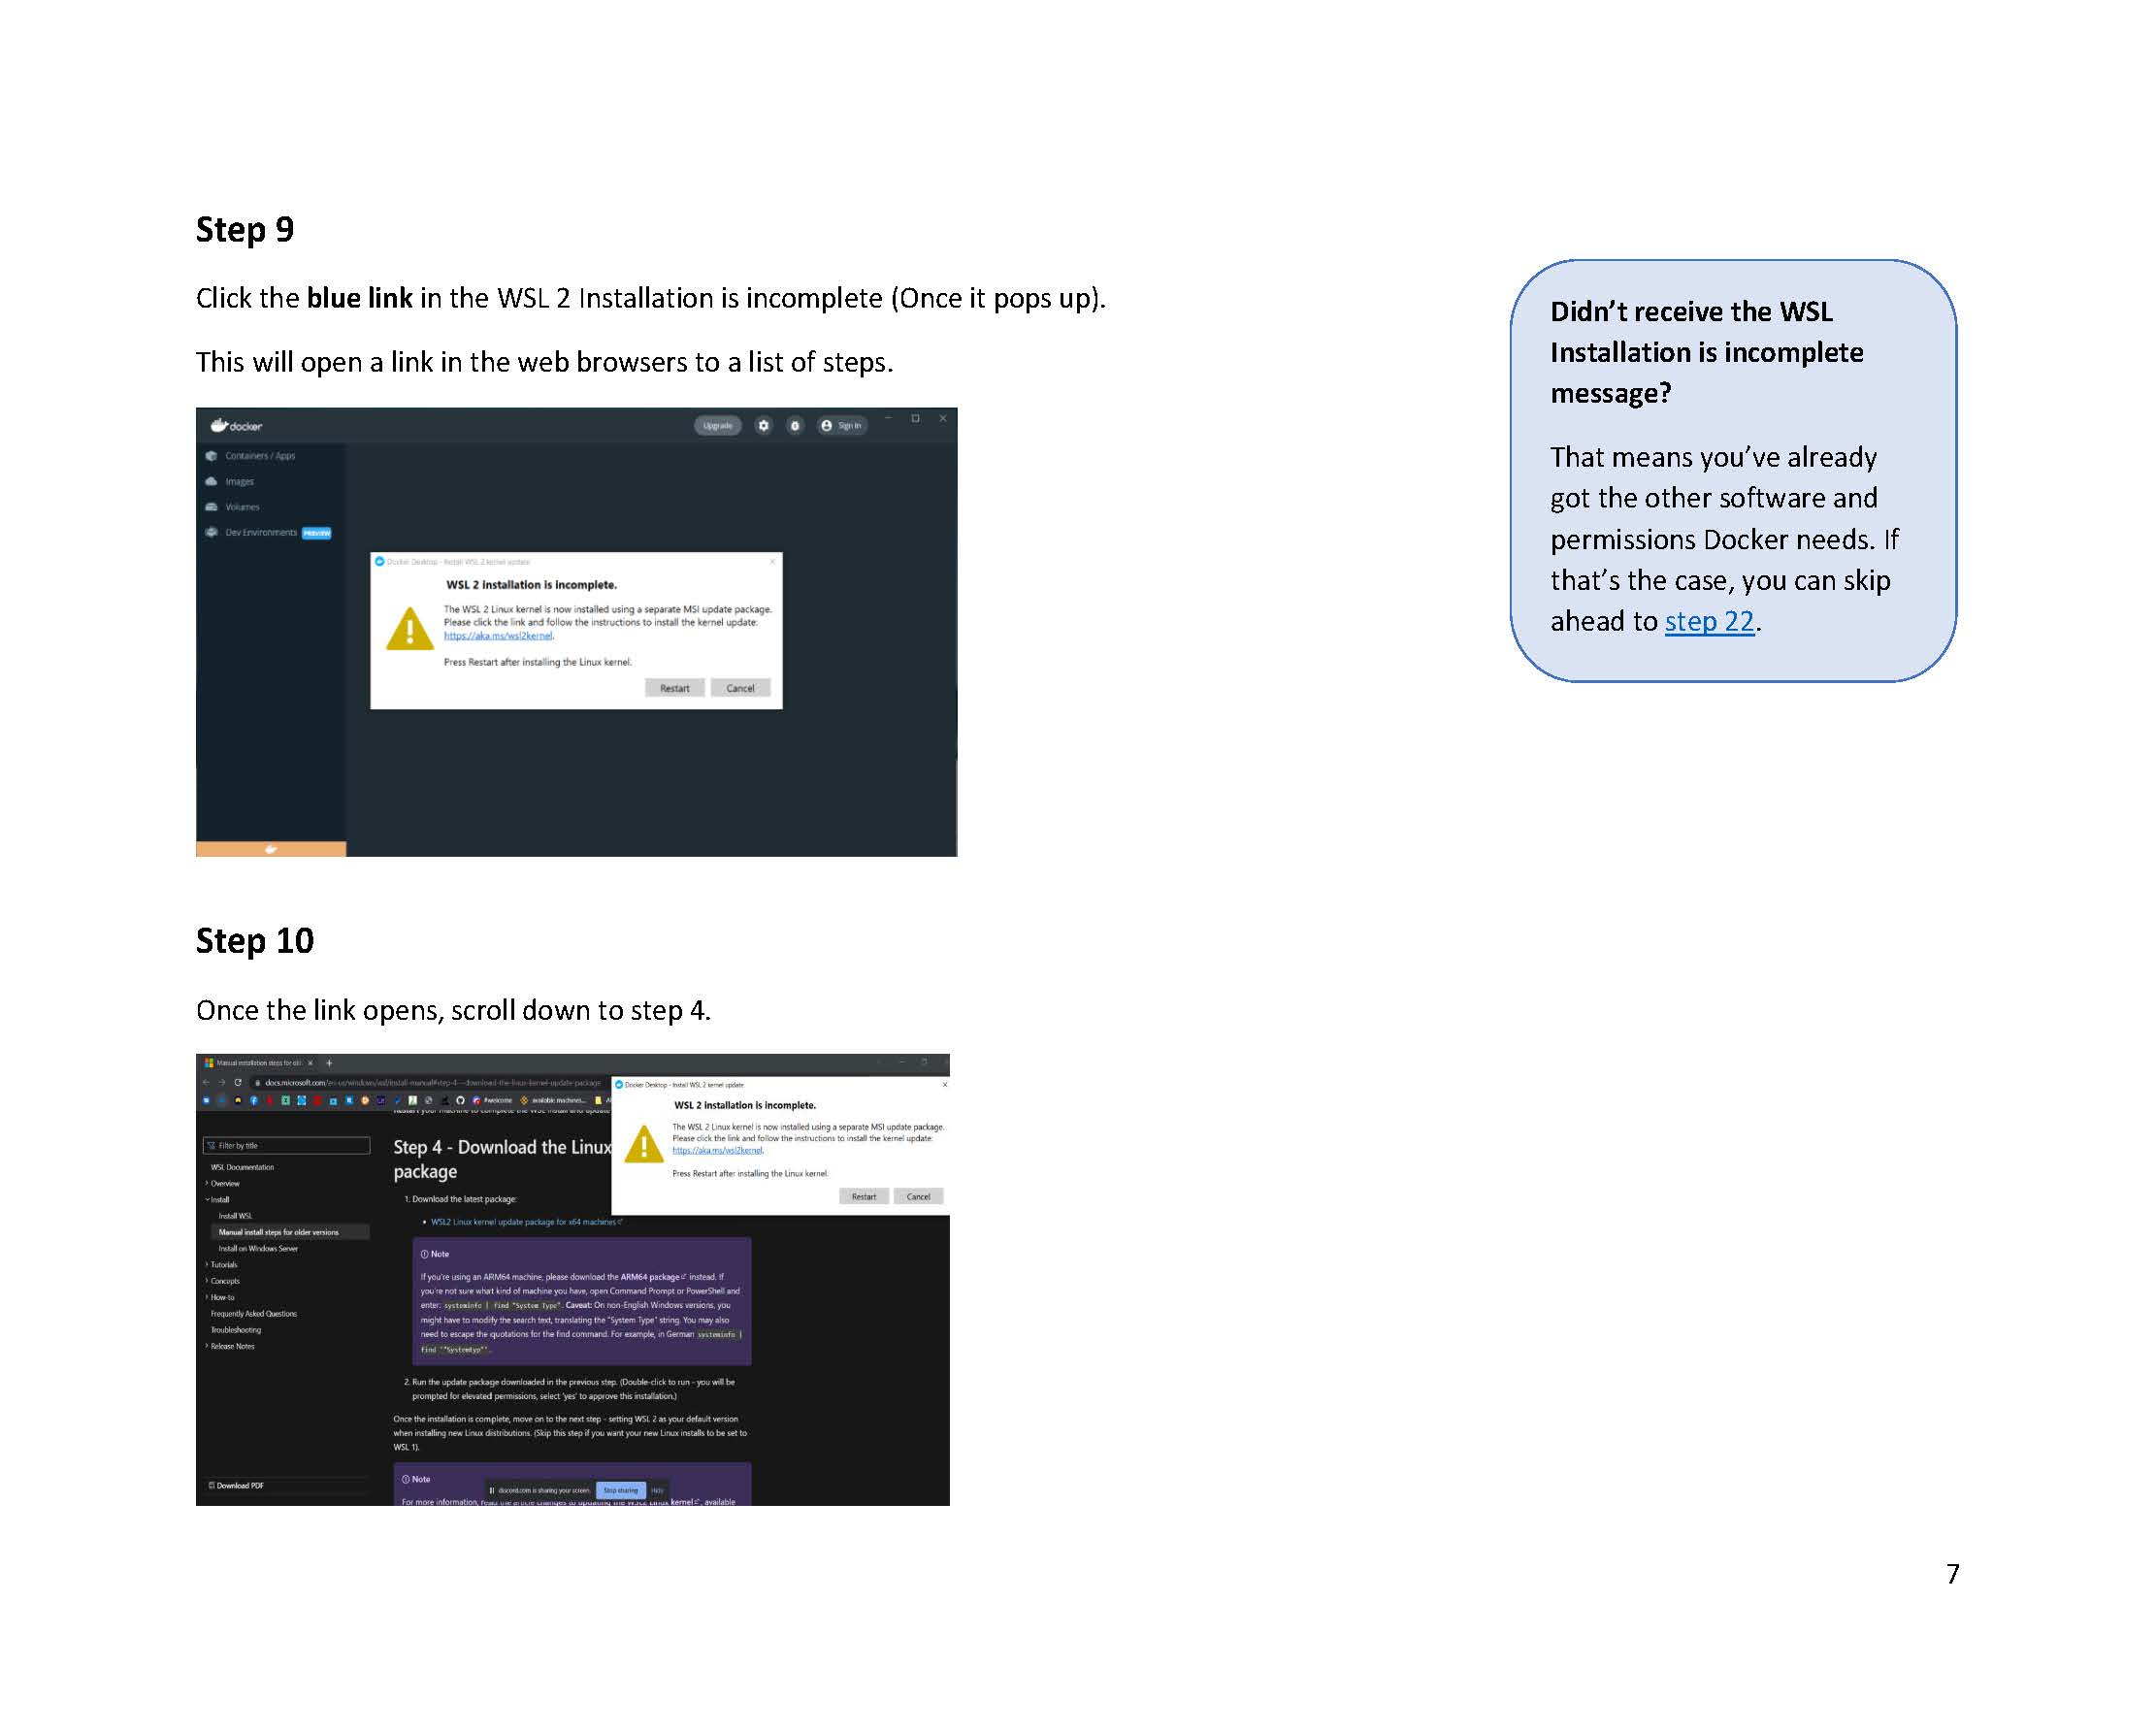 Step 9
Click the blue link in the WSL 2 Installation is incomplete (Once it pops up).
This will open a link in the web browsers to a list of steps.
docker
Upgrade
Sign in
Containers / Apps
Images
Volumes
Dev Environments PREVIEW
Docker Desktop - Install WSL 2 kernel update
WSL 2 installation is incomplete.
The WSL 2 Linux kernel is now installed using a separate MSI update package.
Please click the link and follow the instructions to install the kernel update:
https://aka.ms/wsl2kernel.
Press Restart after installing the Linux kernel.
Restart Cancel
Didn't receive the WSL
Installation is incomplete
message?
That means you've already
got the other software and
permissions Docker needs. If
that's the case, you can skip
ahead to step 22.
Step 10
Once the link opens, scroll down to step 4.
Manual installation steps for old
docs.microsoft.com/en-us/windows/wsl/install-manual#step-4---download-the-linux-kernel-update-package
#welcome available machines...
Filter by title
WSL Documentation
Overview
Install
Install WSL
Manual install steps for older versions
Install on Windows Server
Tutorials
Concepts
How-to
Frequently Asked Questions
Troubleshooting
Release Notes
Download PDF
Step 4 - Download the Linux
package
1. Download the latest package:
• WSL2 Linux kernel update package for x64 machines
Note
If you're using an ARM64 machine, please download the ARM64 package instead. If
you're not sure what kind of machine you have, open Command Prompt or PowerShell and
enter: systeminfo | find "System Type". Caveat: On non-English Windows versions, you
might have to modify the search text, translating the "System Type" string. You may also
need to escape the quotations for the find command. For example, in German systeminfo |
find '"Systemtyp"'.
2. Run the update package downloaded in the previous step. (Double-click to run - you will be
prompted for elevated permissions, select 'yes' to approve this installation.)
Once the installation is complete, move on to the next step - setting WSL 2 as your default version
when installing new Linux distributions. (Skip this step if you want your new Linux installs to be set to
WSL 1).
Note
For more information, read the article changes to updating the WSL2 Linux kernel, available
discord.com is sharing your screen. Stop sharing Hide
Docker Desktop - Install WSL 2 kernel update
WSL 2 installation is incomplete.
The WSL 2 Linux kernel is now installed using a separate MSI update package.
Please click the link and follow the instructions to install the kernel update:
https://aka.ms/wsl2kernel.
Press Restart after installing the Linux kernel.
Restart Cancel
7